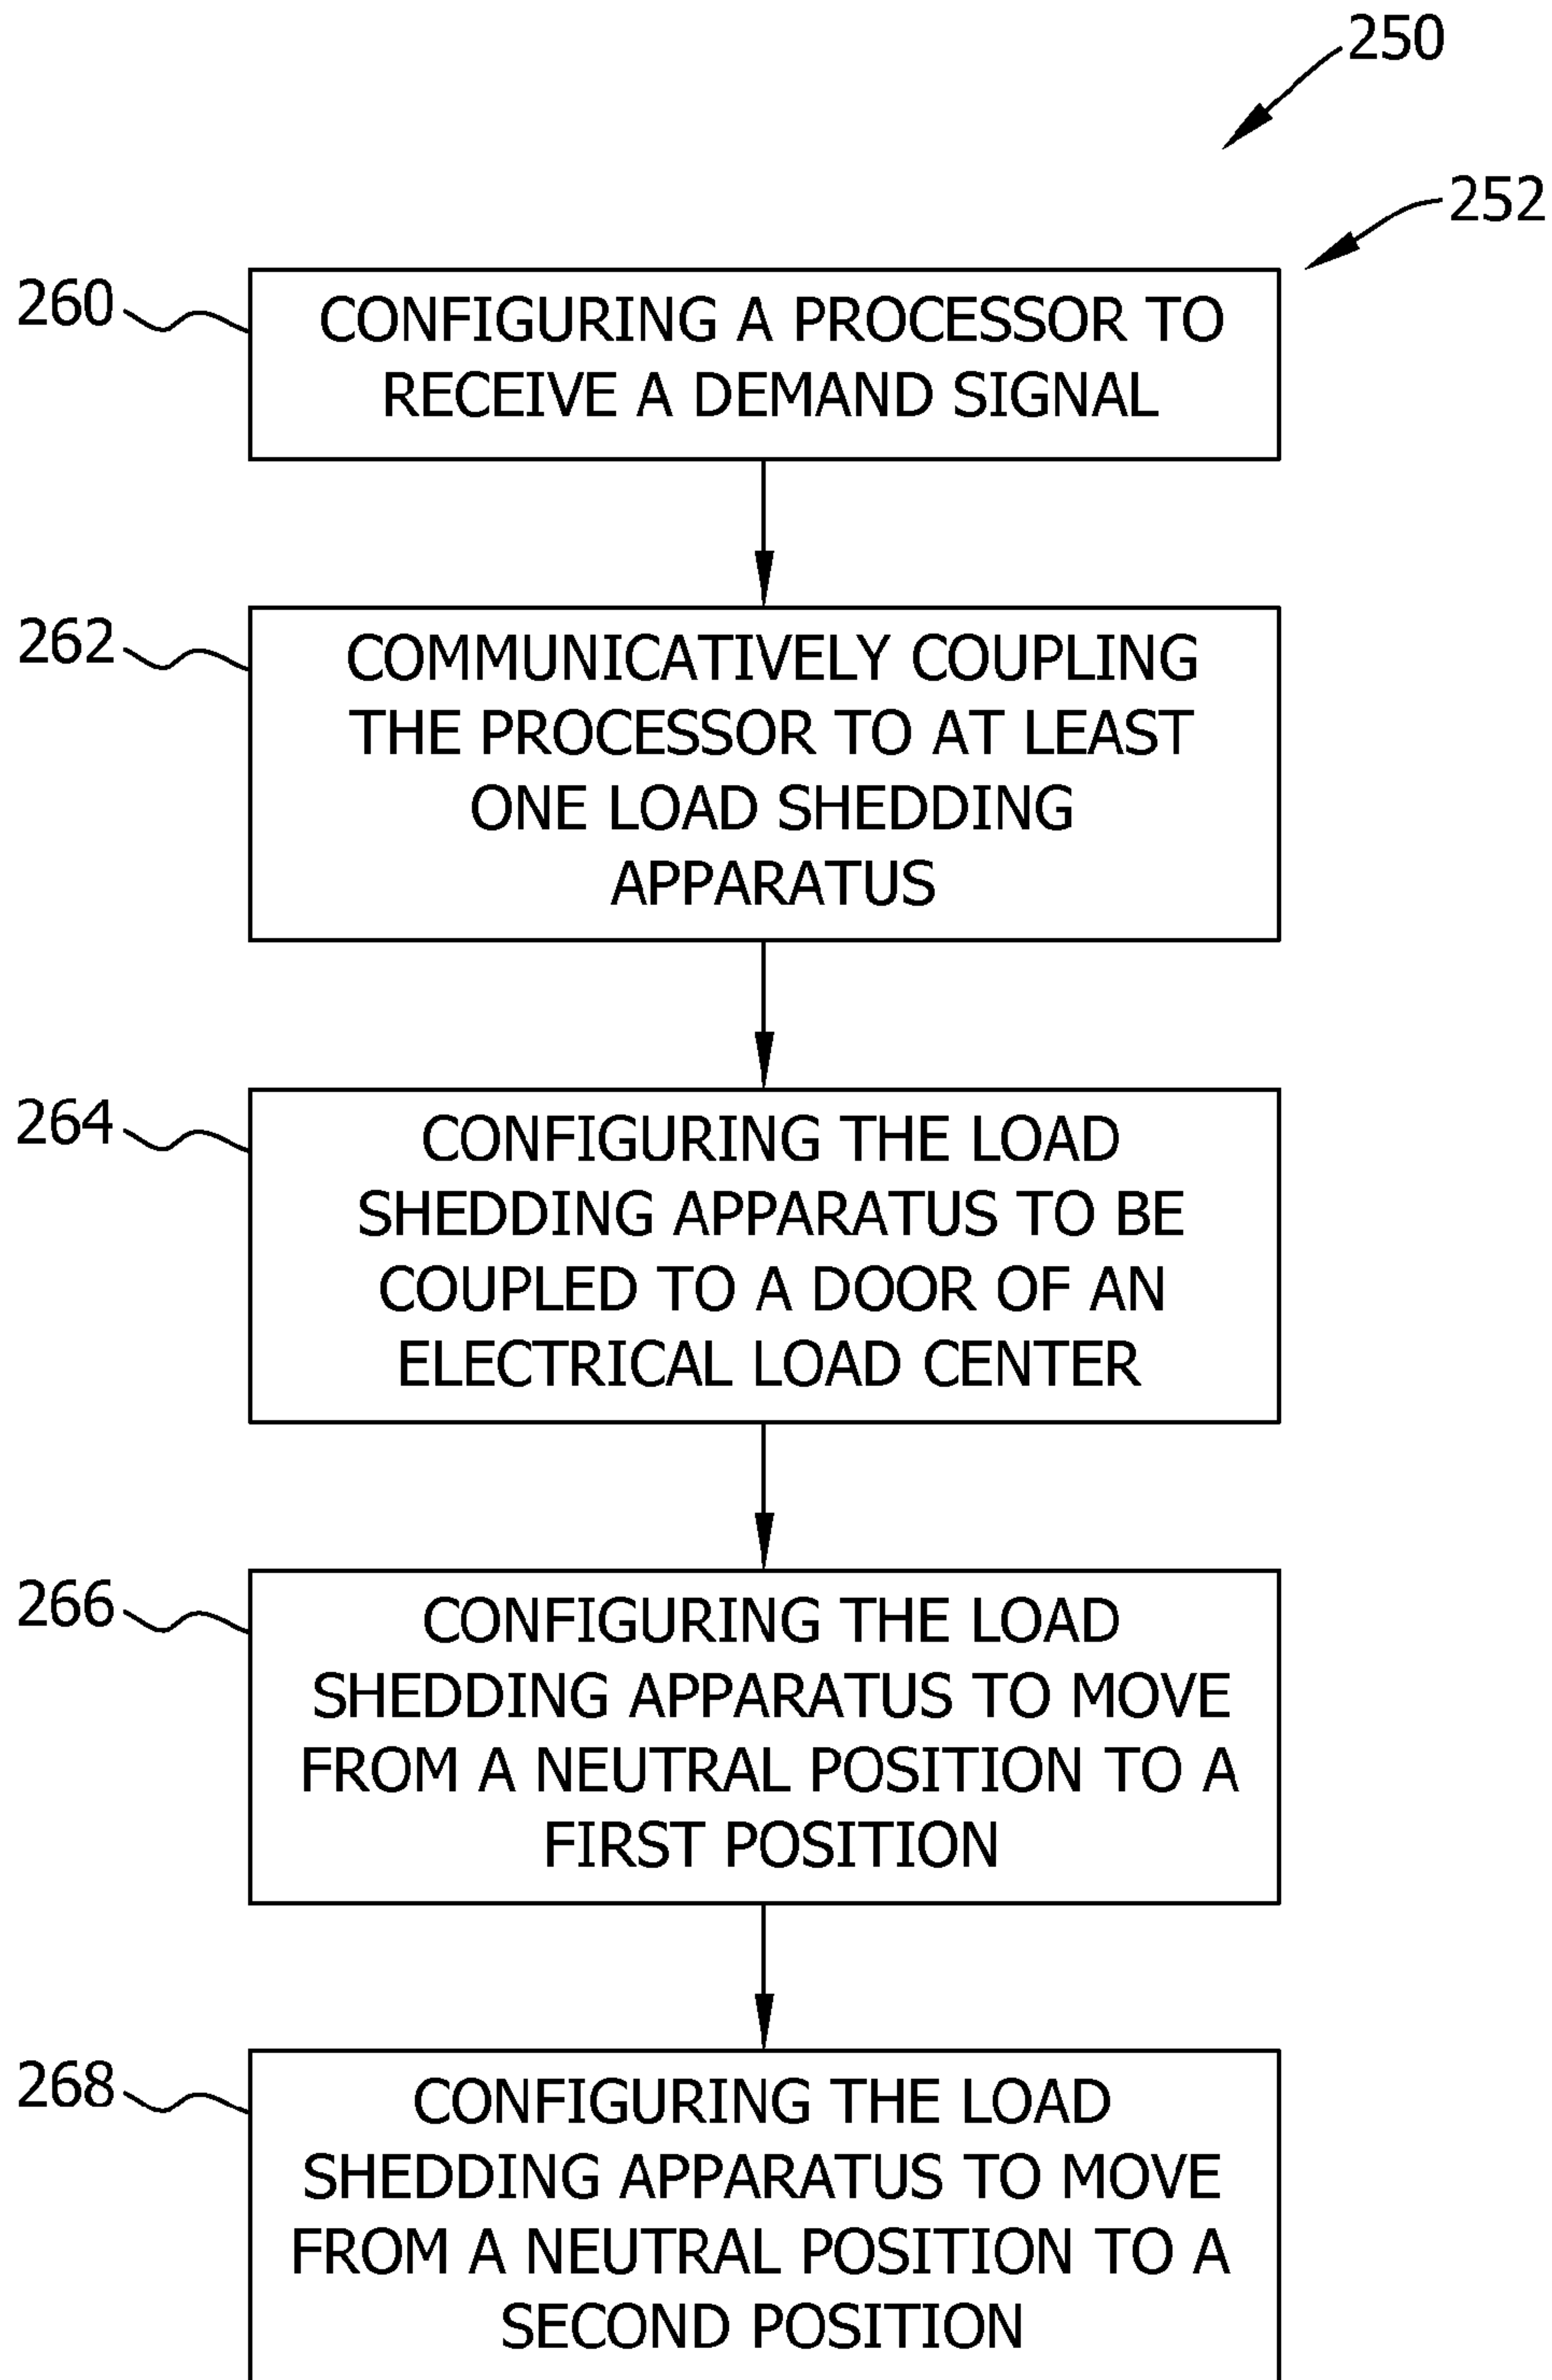 250
252
260
CONFIGURING A PROCESSOR TO
RECEIVE A DEMAND SIGNAL
262
COMMUNICATIVELY COUPLING
THE PROCESSOR TO AT LEAST
ONE LOAD SHEDDING
APPARATUS
264
CONFIGURING THE LOAD
SHEDDING APPARATUS TO BE
COUPLED TO A DOOR OF AN
ELECTRICAL LOAD CENTER
266
CONFIGURING THE LOAD
SHEDDING APPARATUS TO MOVE
FROM A NEUTRAL POSITION TO A
FIRST POSITION
268
CONFIGURING THE LOAD
SHEDDING APPARATUS TO MOVE
FROM A NEUTRAL POSITION TO A
SECOND POSITION